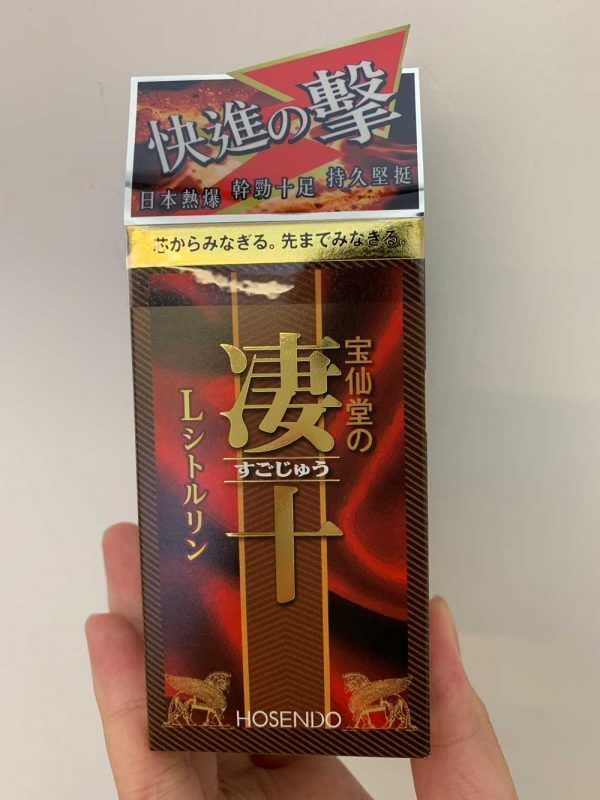 快進の撃
日本熱爆 幹勁十足 持久堅挺
芯からみなぎる。先までみなぎる。
宝仙堂の
凄十
すごじゅう
Lシトルリン
HOSENDO